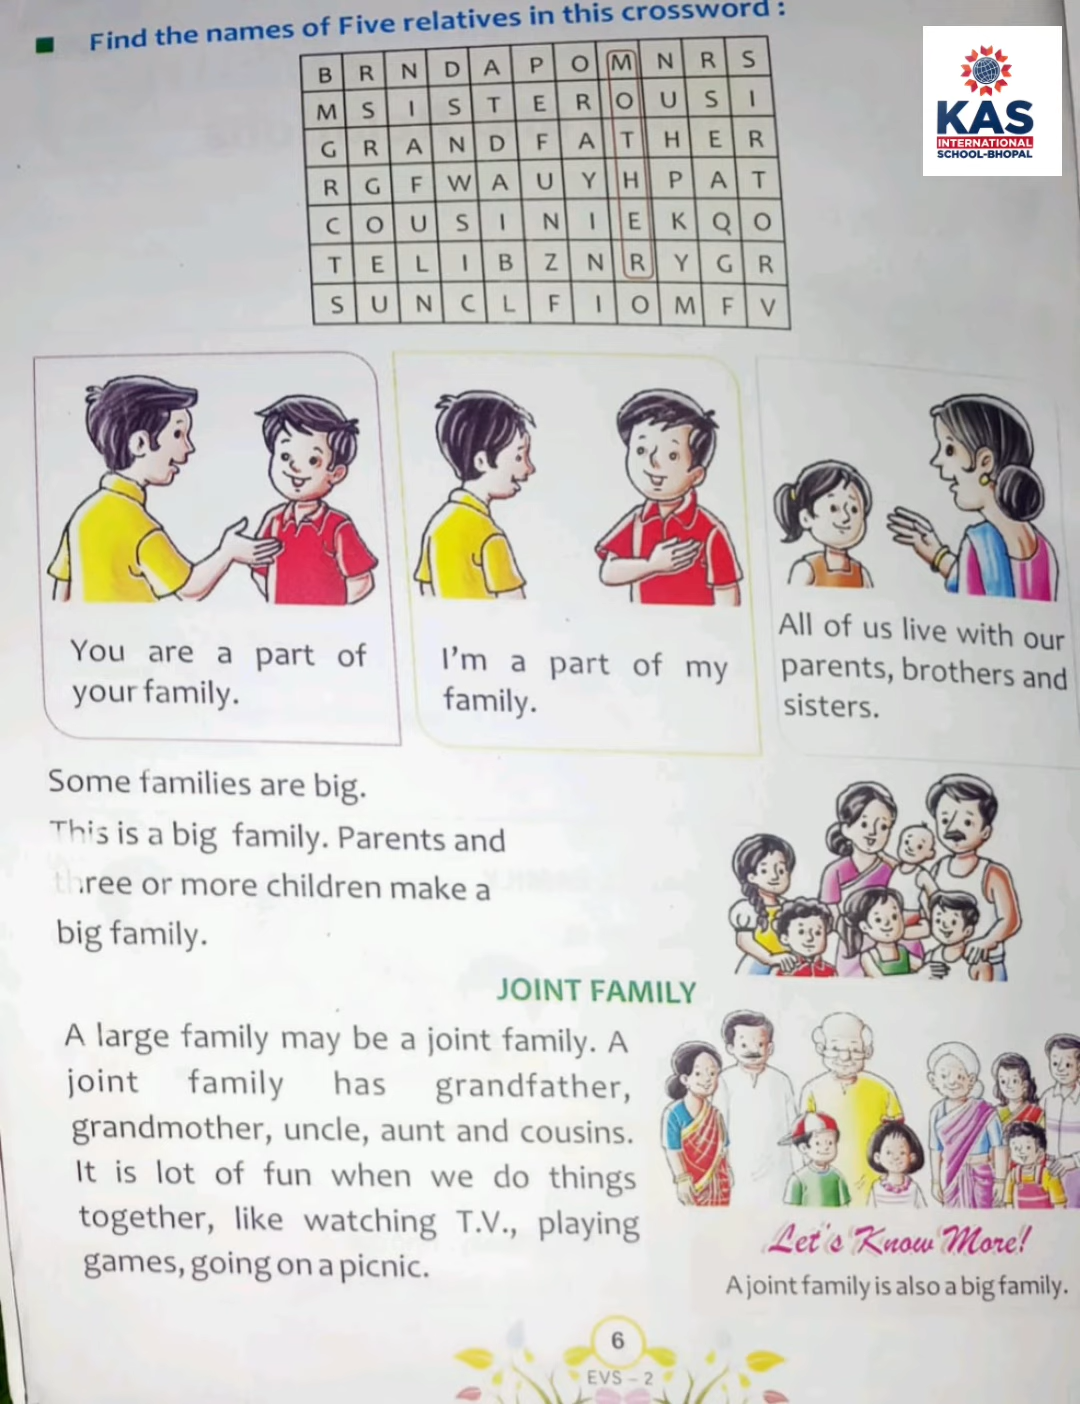 Find the names of Five relatives in this crossword :
B R N D A P O M N R S
M S I S T E R O U S I
G R A N D F A T H E R
R G F W A U Y H P A T
C O U S I N I E K Q O
T E L I B Z N R Y G R
S U N C L F I O M F V
KAS
INTERNATIONAL
SCHOOL-BHOPAL
You are a part of
your family.
I'm a part of my
family.
All of us live with our
parents, brothers and
sisters.
Some families are big.
This is a big family. Parents and
three or more children make a
big family.
JOINT FAMILY
A large family may be a joint family. A
joint family has grandfather,
grandmother, uncle, aunt and cousins.
It is lot of fun when we do things
together, like watching T.V., playing
games, going on a picnic.
Let's Know More!
A joint family is also a big family.
6
EVS – 2